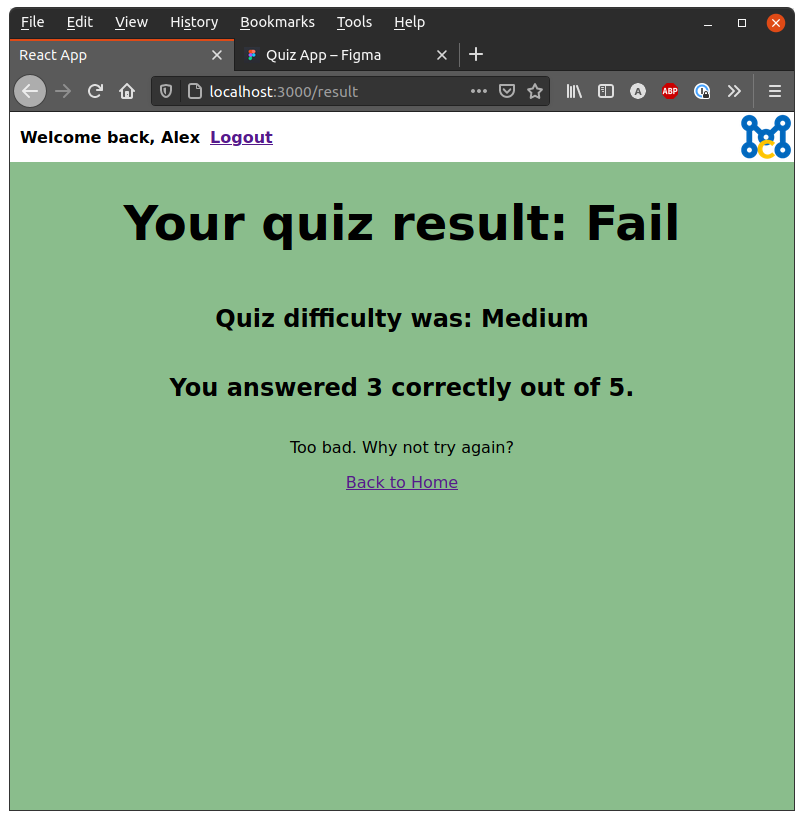 File Edit View History Bookmarks Tools Help
React App
Quiz App – Figma
localhost:3000/result
A
ABP
Welcome back, Alex Logout
MC
Your quiz result: Fail
Quiz difficulty was: Medium
You answered 3 correctly out of 5.
Too bad. Why not try again?
Back to Home